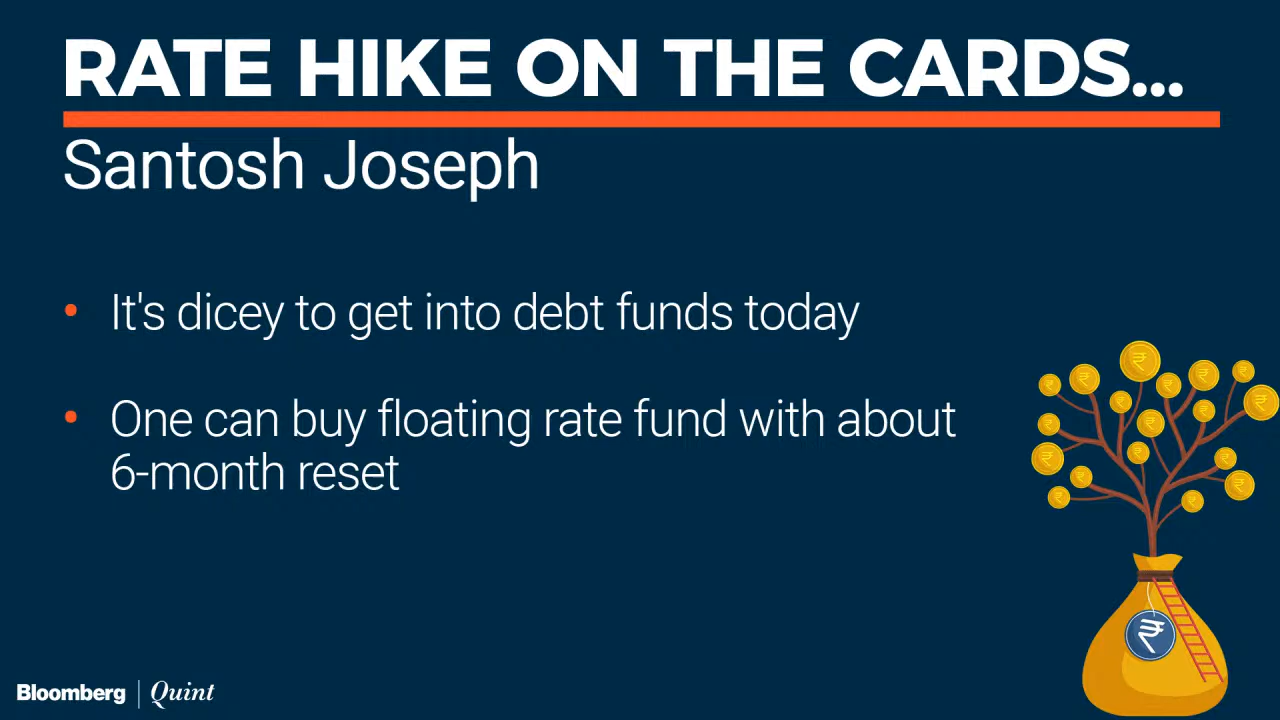 RATE HIKE ON THE CARDS...
Santosh Joseph
• It's dicey to get into debt funds today
• One can buy floating rate fund with about
6-month reset
Bloomberg | Quint